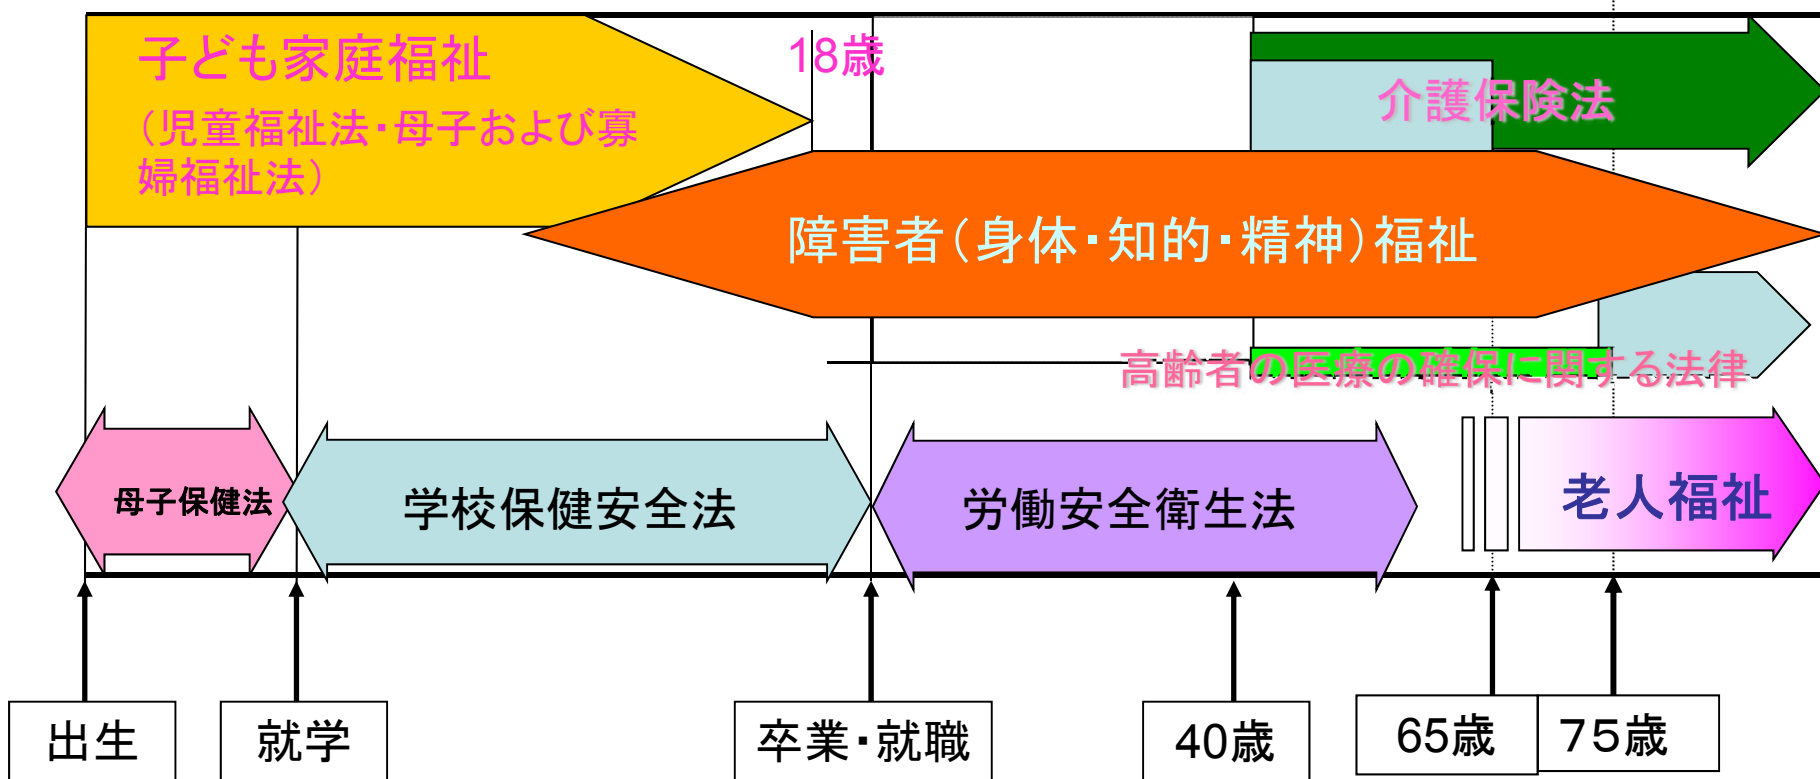 子ども家庭福祉
（児童福祉法・母子および寡
婦福祉法）
18歳
介護保険法
障害者（身体・知的・精神）福祉
高齢者の医療の確保に関する法律
母子保健法
学校保健安全法
労働安全衛生法
老人福祉
出生
就学
卒業・就職
40歳
65歳
７５歳